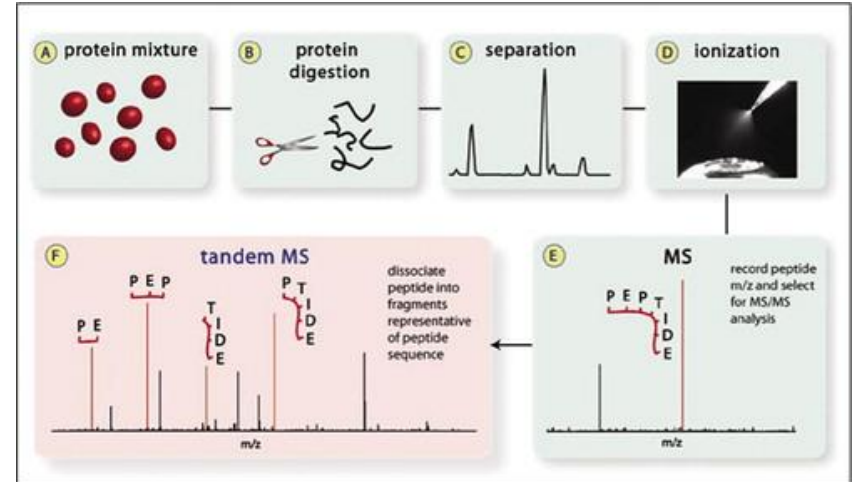 A protein mixture
B protein
digestion
C separation
D ionization
E MS
record peptide
m/z and select
for MS/MS
analysis
P E P T
I
D
E
m/z
F tandem MS
dissociate
peptide into
fragments
representative
of peptide
sequence
P E
P E P
T
I
D
E
P T
I
D
E
m/z